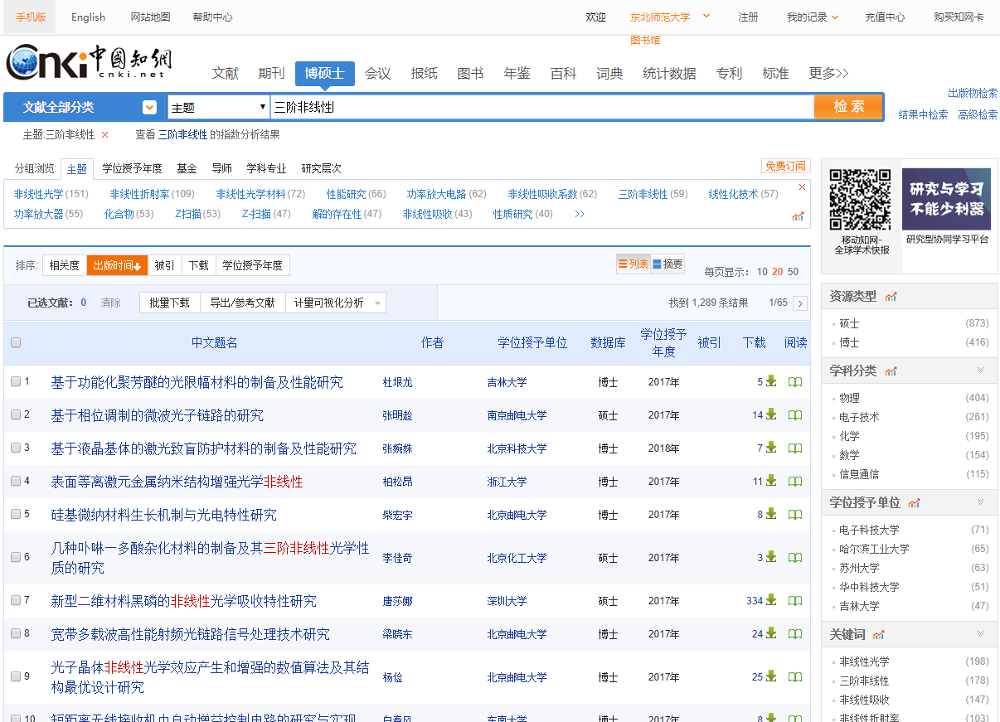 手机版 English 网站地图 帮助中心 欢迎 东北师范大学 注册 我的记录 充值中心 购买知网卡
图书馆
cnki中国知網
cnki.net
文献 期刊 博硕士 会议 报纸 图书 年鉴 百科 词典 统计数据 专利 标准 更多>>
文献全部分类 主题 三阶非线性 检索
出版物检索
结果中检索 高级检索
主题:三阶非线性 × 查看 三阶非线性 的指数分析结果
分组浏览: 主题 学位授予年度 基金 导师 学科专业 研究层次 免费订阅
非线性光学(151) 非线性折射率(109) 非线性光学材料(72) 性能研究(66) 功率放大电路(62) 非线性吸收系数(62) 三阶非线性(59) 线性化技术(57) ×
功率放大器(55) 化合物(53) Z扫描(53) Z-扫描(47) 解的存在性(47) 非线性吸收(43) 性质研究(40) >>
研究与学习
不能少利器
移动知网-
全球学术快报
研究型协同学习平台
排序: 相关度 出版时间 被引 下载 学位授予年度 列表 摘要 每页显示: 10 20 50
已选文献: 0 清除 批量下载 导出/参考文献 计量可视化分析 找到 1,289 条结果 1/65 >
中文题名 作者 学位授予单位 数据库 学位授予年度 被引 下载 阅读
1 基于功能化聚芳醚的光限幅材料的制备及性能研究 杜垠龙 吉林大学 博士 2017年 5
2 基于相位调制的微波光子链路的研究 张明趁 南京邮电大学 硕士 2017年 14
3 基于液晶基体的激光致盲防护材料的制备及性能研究 张婉姝 北京科技大学 博士 2018年 7
4 表面等离激元金属纳米结构增强光学非线性 柏松昂 浙江大学 博士 2017年 11
5 硅基微纳材料生长机制与光电特性研究 柴宏宇 北京邮电大学 博士 2017年 8
6 几种卟啉一多酸杂化材料的制备及其三阶非线性光学性
质的研究 李佳奇 北京化工大学 硕士 2017年 3
7 新型二维材料黑磷的非线性光学吸收特性研究 唐莎娜 深圳大学 硕士 2017年 334
8 宽带多载波高性能射频光链路信号处理技术研究 梁晓东 北京邮电大学 博士 2017年 24
9 光子晶体非线性光学效应产生和增强的数值算法及其结
构最优设计研究 杨俭 北京邮电大学 博士 2017年 25
10 短距离无线接收机中自动增益控制电路的研究与实现 白春风 东南大学 博士 2017年 8
资源类型
硕士 (873)
博士 (416)
学科分类
物理 (404)
电子技术 (261)
化学 (195)
数学 (154)
信息通信 (115)
学位授予单位
电子科技大学 (71)
哈尔滨工业大学 (65)
苏州大学 (63)
华中科技大学 (51)
吉林大学 (47)
关键词
非线性光学 (198)
三阶非线性 (178)
非线性吸收 (147)
非线性折射率 (103)